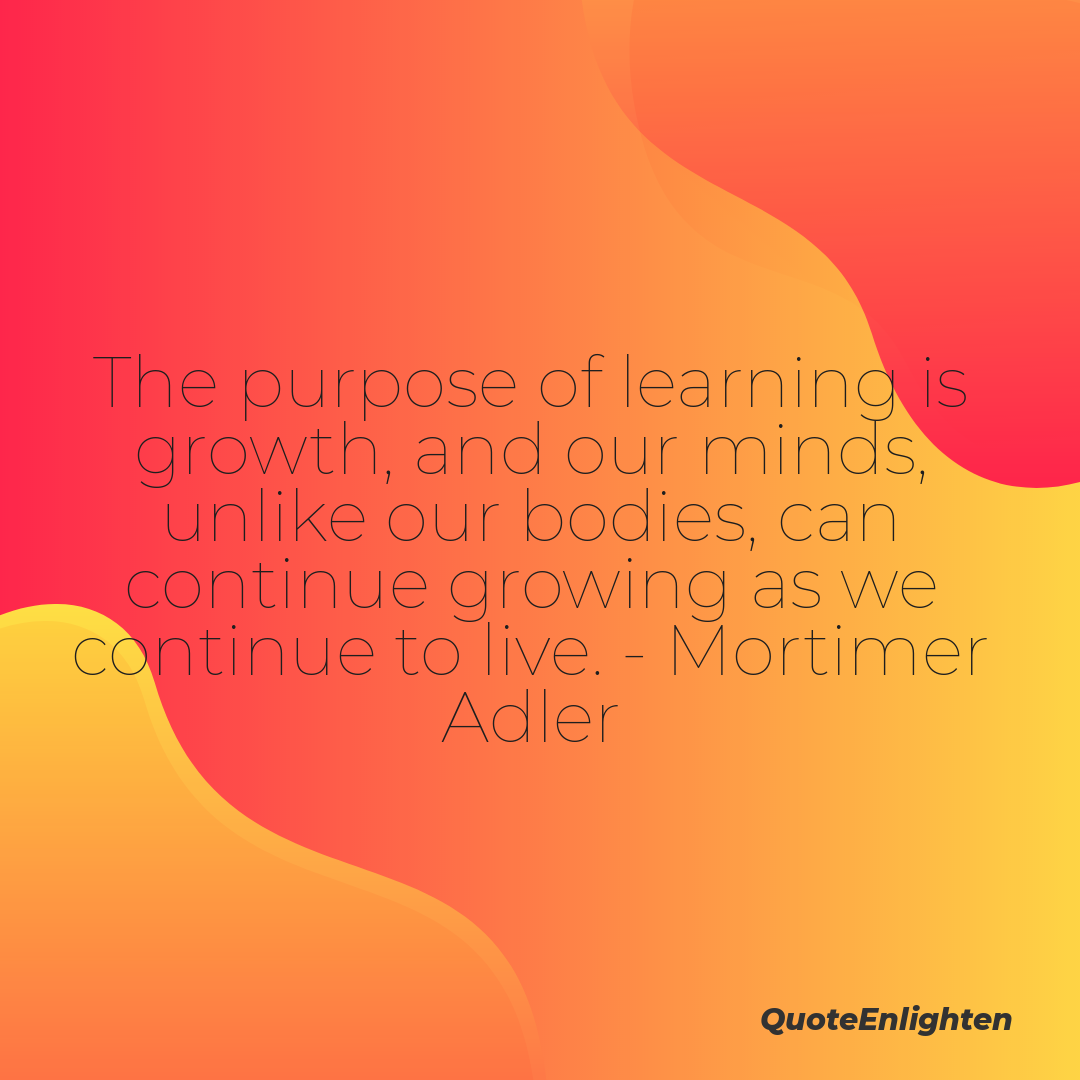 The purpose of learning is
growth, and our minds,
unlike our bodies, can
continue growing as we
continue to live. - Mortimer
Adler
QuoteEnlighten